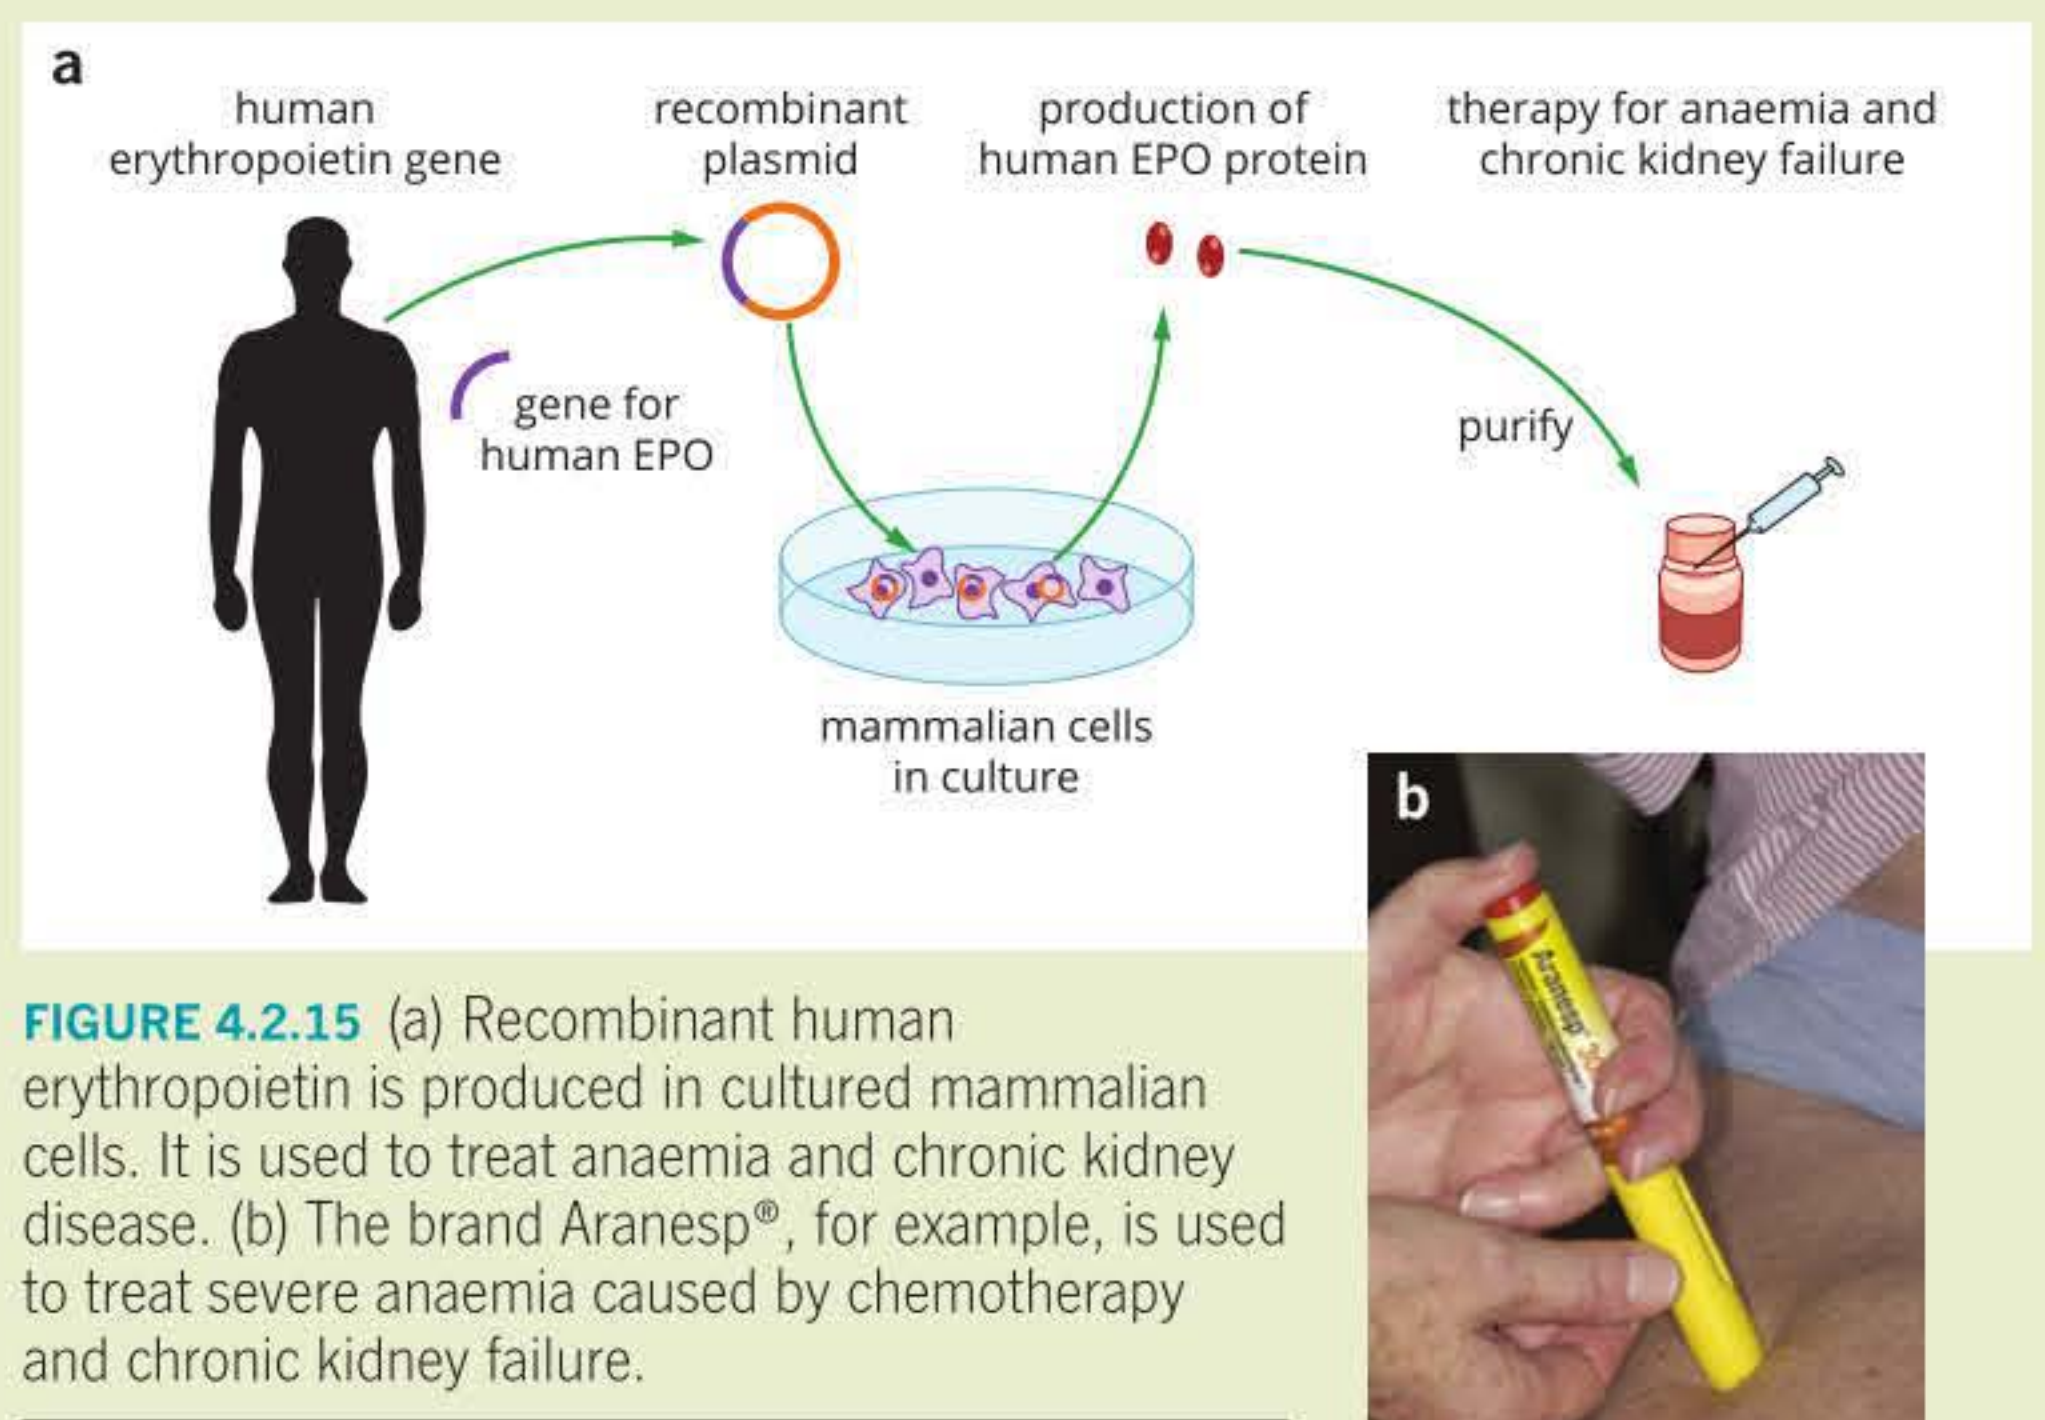 a
human
erythropoietin gene
recombinant
plasmid
production of
human EPO protein
therapy for anaemia and
chronic kidney failure
gene for
human EPO
purify
mammalian cells
in culture
b
Aranesp
FIGURE 4.2.15 (a) Recombinant human
erythropoietin is produced in cultured mammalian
cells. It is used to treat anaemia and chronic kidney
disease. (b) The brand Aranesp®, for example, is used
to treat severe anaemia caused by chemotherapy
and chronic kidney failure.